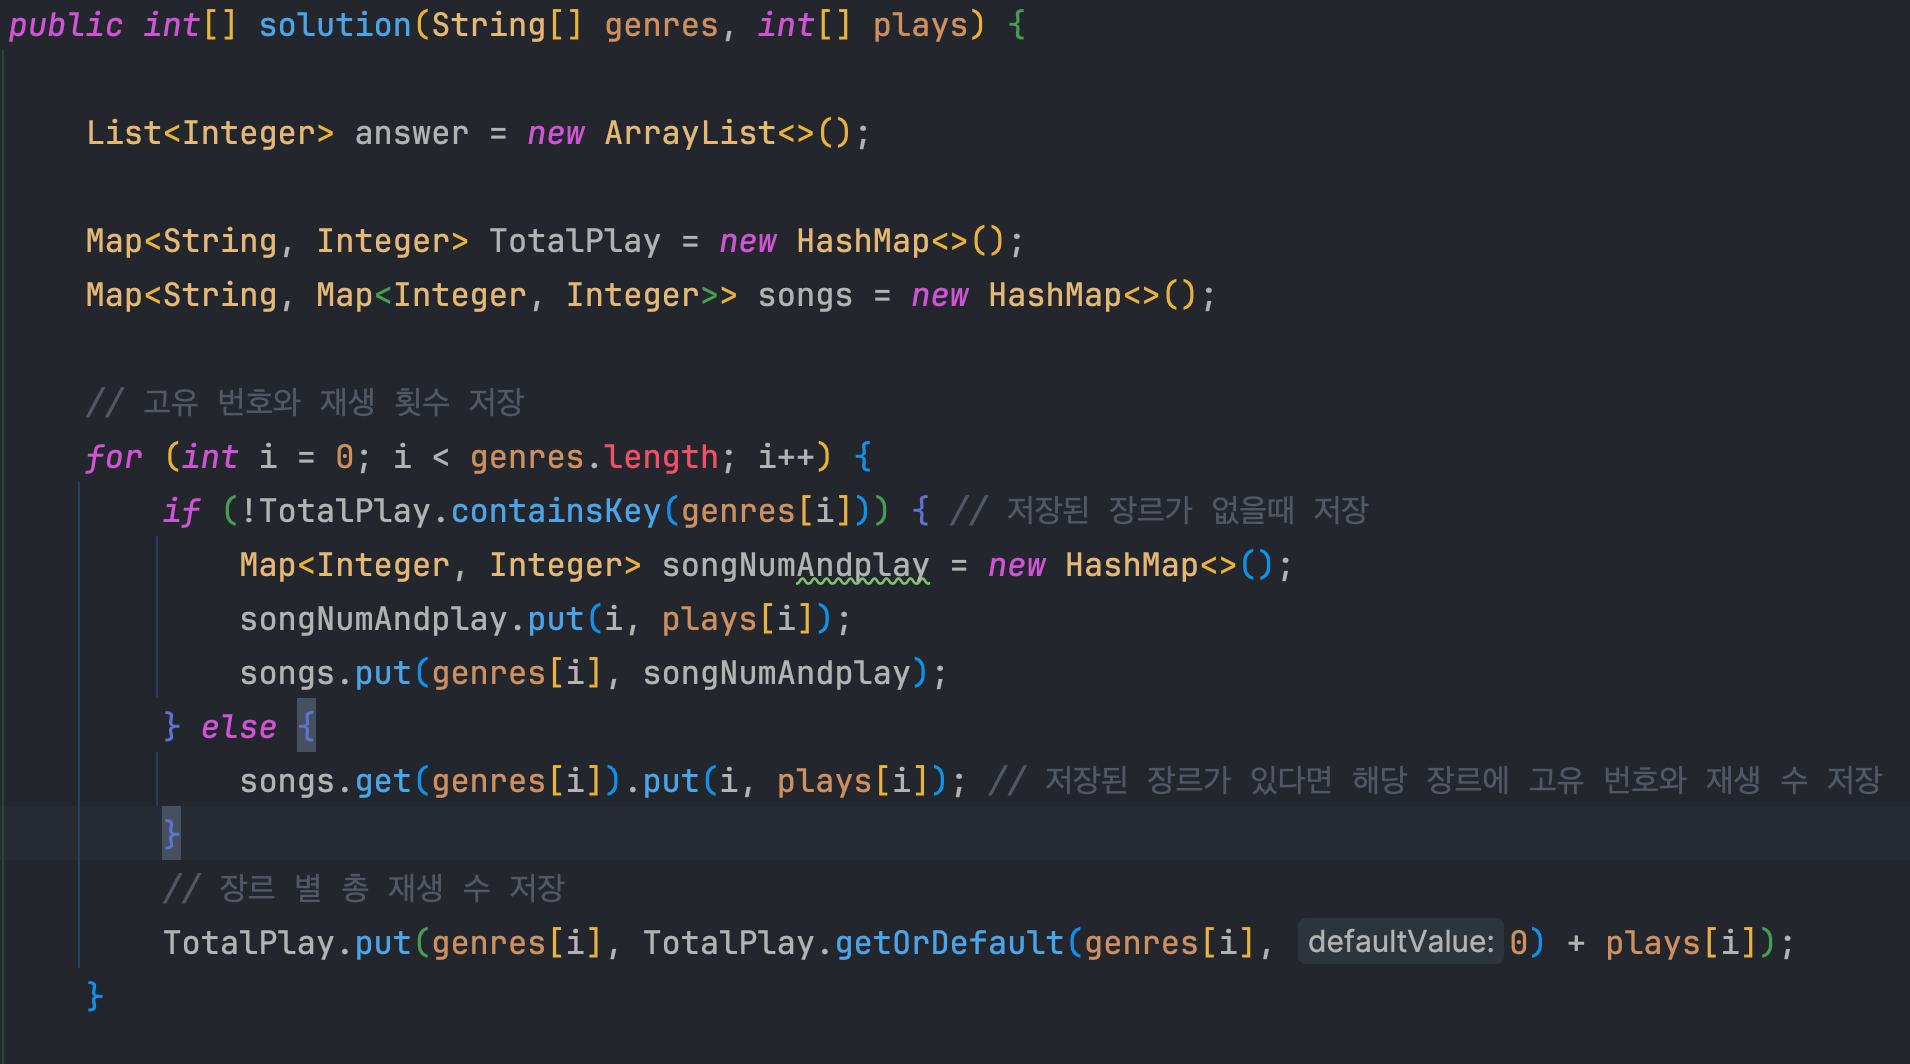 public int[] solution(String[] genres, int[] plays) {
List<Integer> answer = new ArrayList<>();
Map<String, Integer> TotalPlay = new HashMap<>();
Map<String, Map<Integer, Integer>> songs = new HashMap<>();
// 고유 번호와 재생 횟수 저장
for (int i = 0; i < genres.length; i++) {
if (!TotalPlay.containsKey(genres[i])) { // 저장된 장르가 없을때 저장
Map<Integer, Integer> songNumAndplay = new HashMap<>();
songNumAndplay.put(i, plays[i]);
songs.put(genres[i], songNumAndplay);
} else {
songs.get(genres[i]).put(i, plays[i]); // 저장된 장르가 있다면 해당 장르에 고유 번호와 재생 수 저장
}
// 장르 별 총 재생 수 저장
TotalPlay.put(genres[i], TotalPlay.getOrDefault(genres[i], defaultValue: 0) + plays[i]);
}